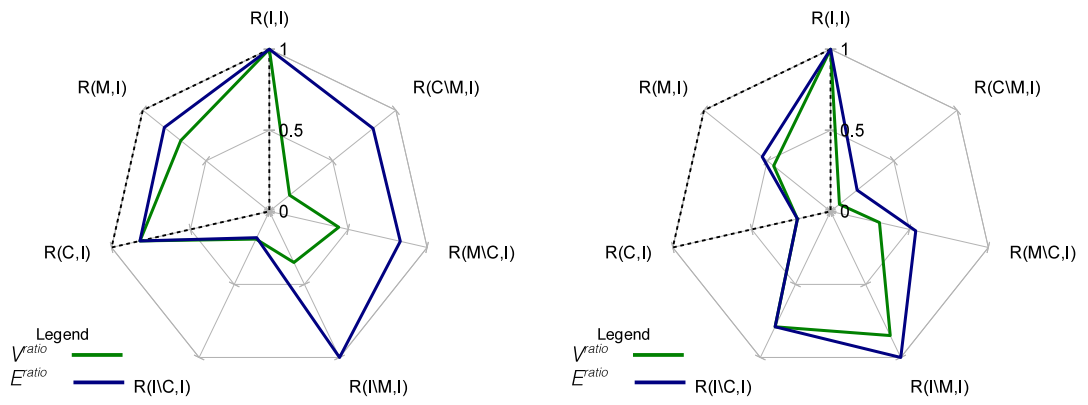 R(I,I)
1
R(M,I)
R(C\M,I)
0.5
0
R(C,I)
R(M\C,I)
Legend
V^ratio
E^ratio
R(I\C,I)
R(I\M,I)
R(I,I)
1
R(M,I)
R(C\M,I)
0.5
0
R(C,I)
R(M\C,I)
Legend
V^ratio
E^ratio
R(I\C,I)
R(I\M,I)